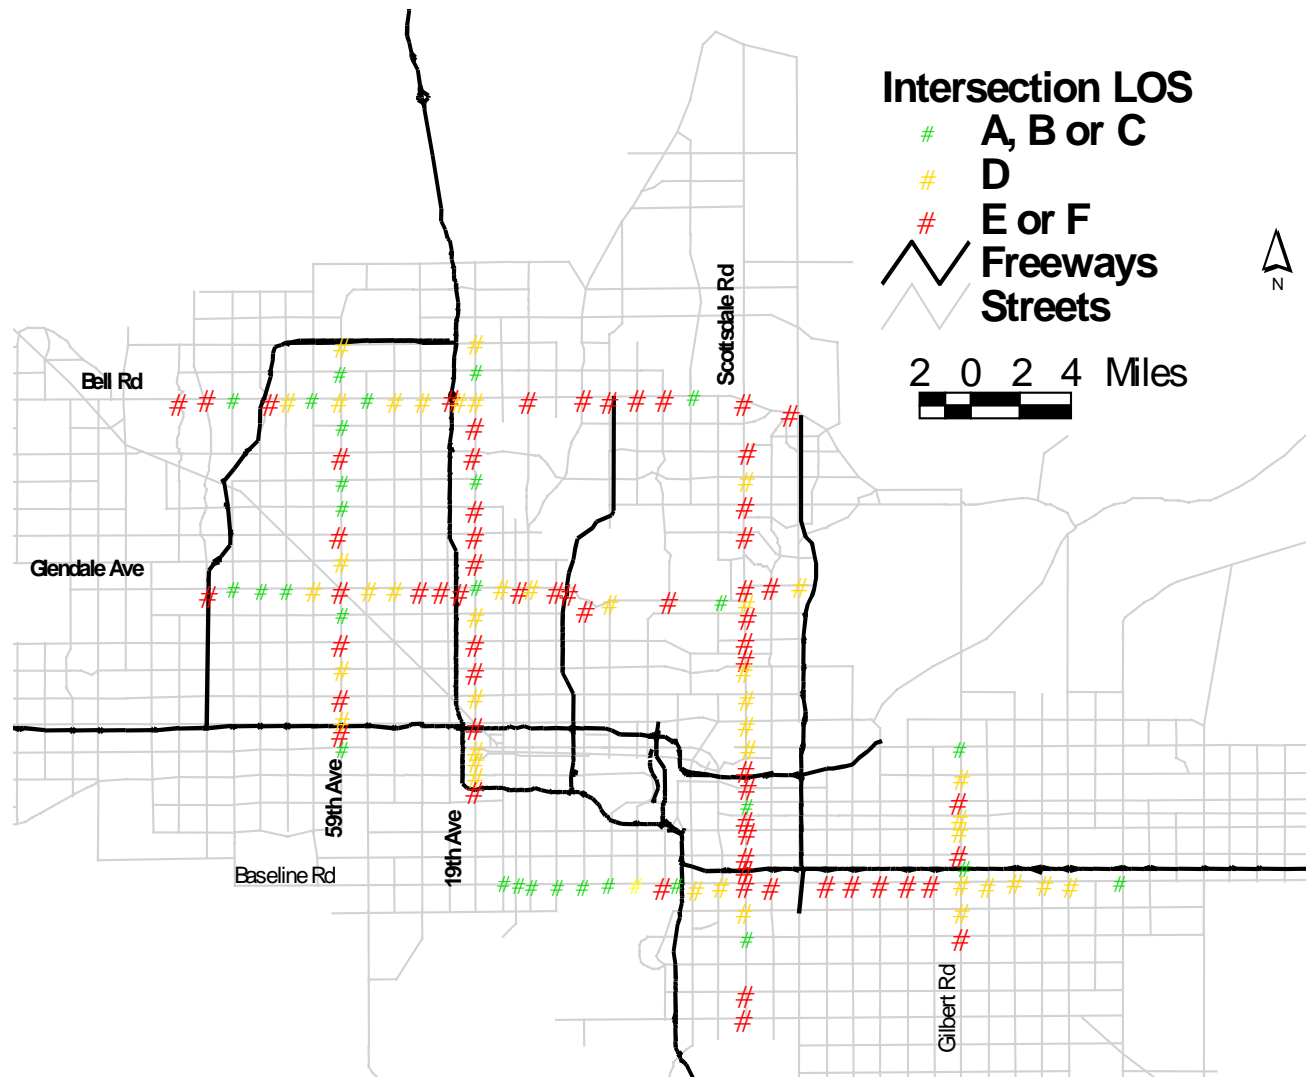 Intersection LOS
# A, B or C
# D
# E or F
Freeways
Streets
N
2 0 2 4 Miles
Scottsdale Rd
Bell Rd
Glendale Ave
59th Ave
19th Ave
Baseline Rd
Gilbert Rd